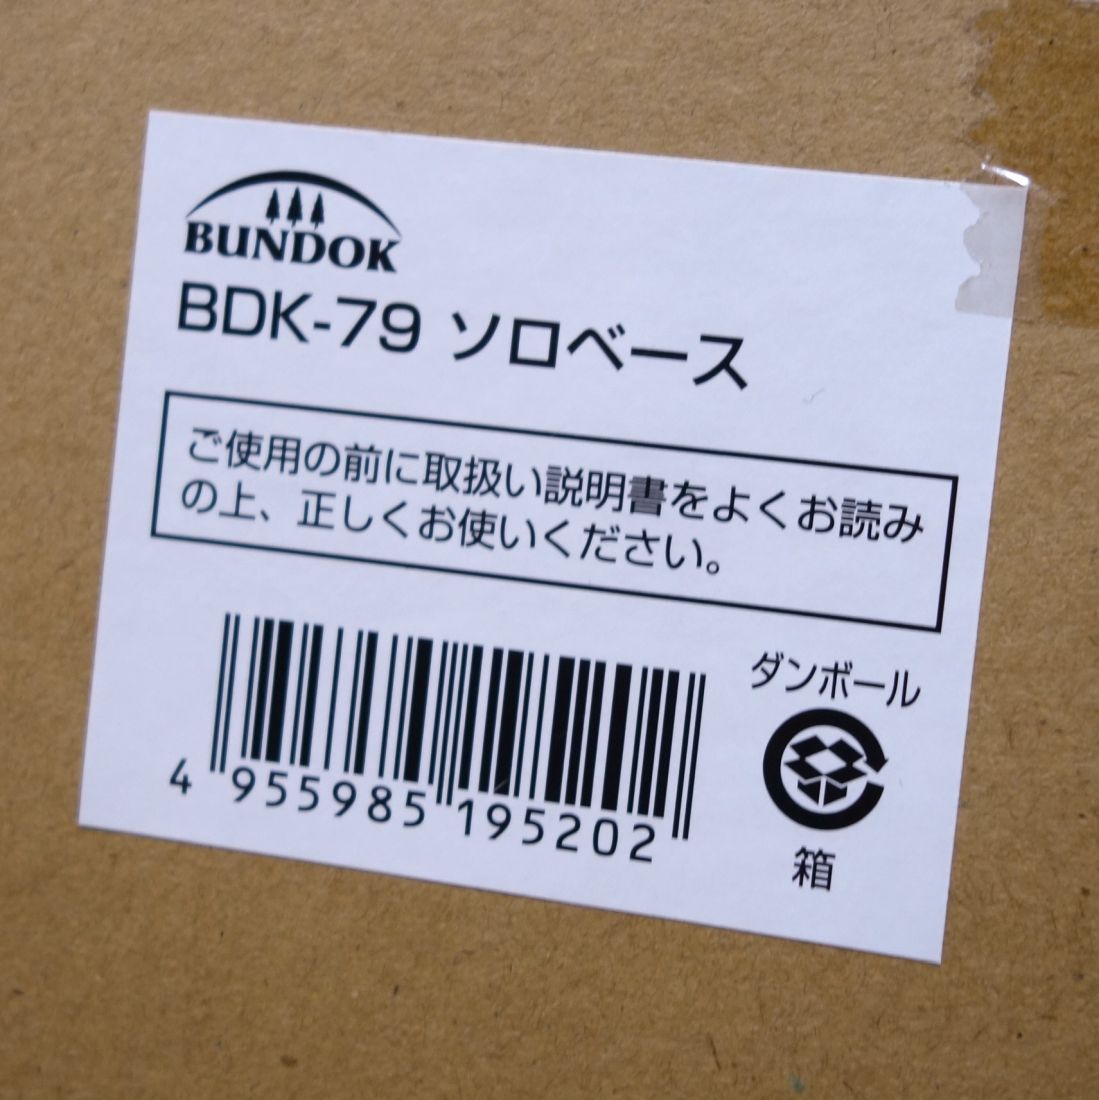 BUNDOK
BDK-79 ソロベース
ご使用の前に取扱い説明書をよくお読み
の上、正しくお使いください。
ダンボール
箱
4 955985 195202